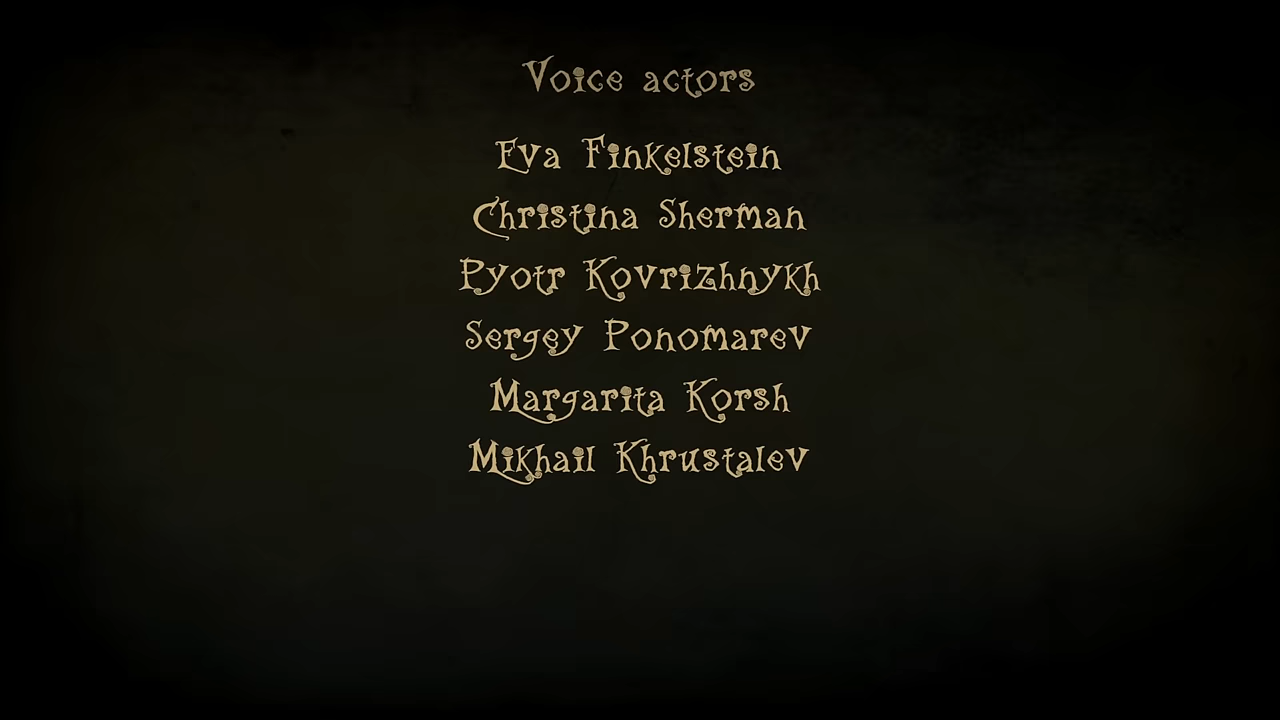 Voice actors
Eva Finkelstein
Christina Sherman
Pyotr Kovrizhnykh
Sergey Ponomarev
Margarita Korsh
Mikhail Khrustalev